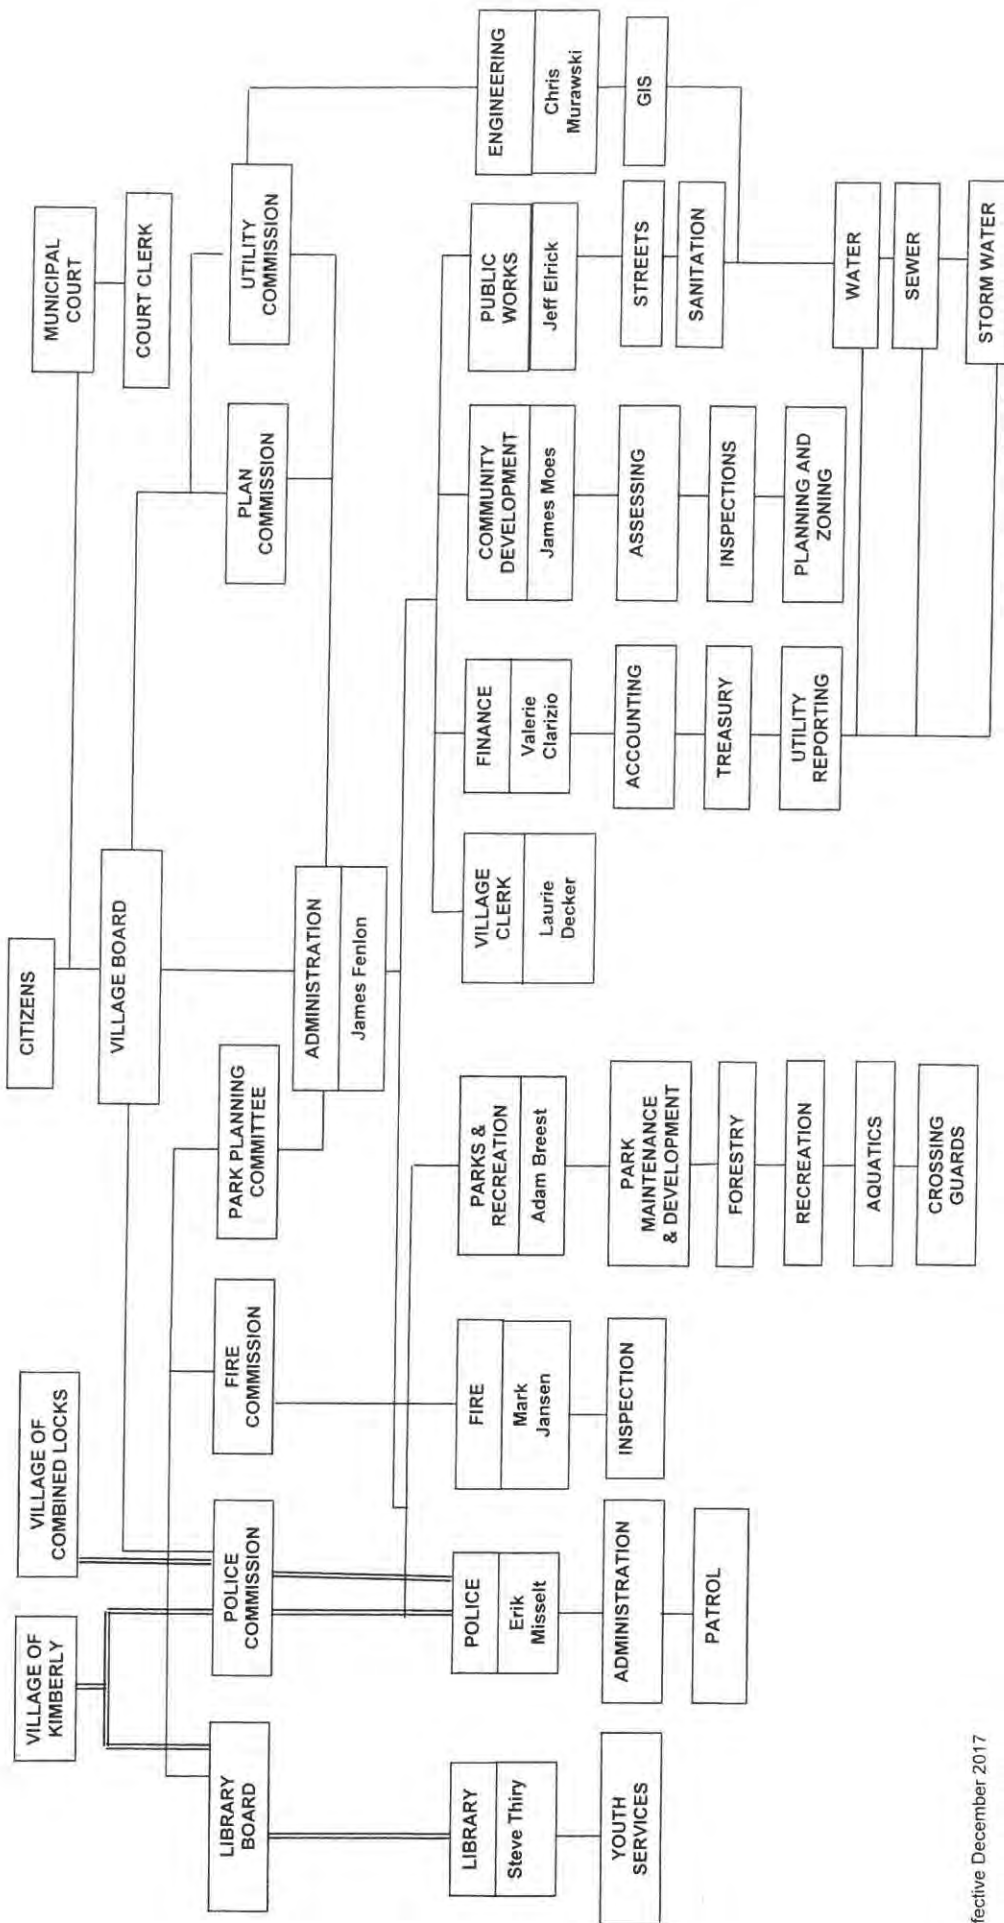 CITIZENS
MUNICIPAL
COURT
COURT CLERK
VILLAGE OF
KIMBERLY
VILLAGE OF
COMBINED LOCKS
VILLAGE BOARD
LIBRARY
BOARD
POLICE
COMMISSION
FIRE
COMMISSION
PARK PLANNING
COMMITTEE
PLAN
COMMISSION
UTILITY
COMMISSION
ADMINISTRATION
James Fenlon
LIBRARY
Steve Thiry
YOUTH
SERVICES
POLICE
Erik
Misselt
ADMINISTRATION
PATROL
FIRE
Mark
Jansen
INSPECTION
PARKS &
RECREATION
Adam Breest
PARK
MAINTENANCE
& DEVELOPMENT
FORESTRY
RECREATION
AQUATICS
CROSSING
GUARDS
VILLAGE
CLERK
Laurie
Decker
FINANCE
Valerie
Clarizio
ACCOUNTING
TREASURY
UTILITY
REPORTING
COMMUNITY
DEVELOPMENT
James Moes
ASSESSING
INSPECTIONS
PLANNING AND
ZONING
PUBLIC
WORKS
Jeff Elrick
STREETS
SANITATION
ENGINEERING
Chris
Murawski
GIS
WATER
SEWER
STORM WATER
fective December 2017